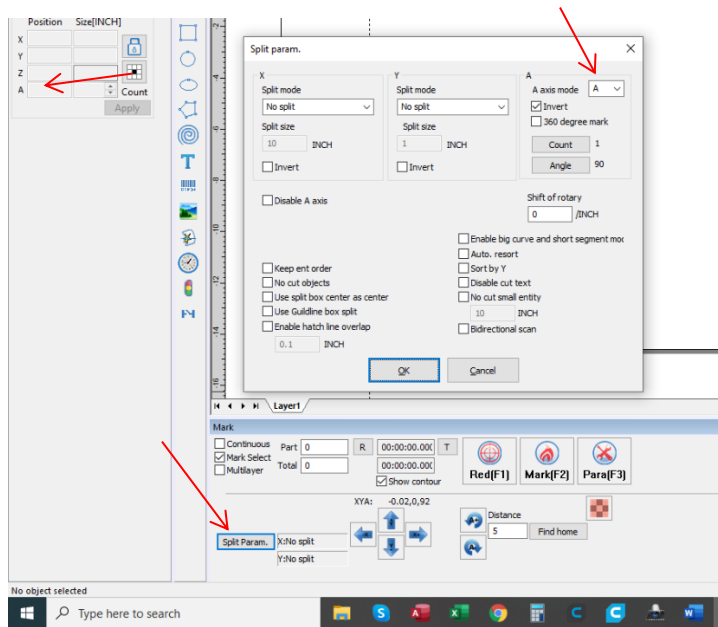 Position Size[INCH]
X
Y
Z
A
Count
Apply
T
Split param.
X
Split mode
No split
Split size
10 INCH
Invert
Y
Split mode
No split
Split size
1 INCH
Invert
A
A axis mode A
Invert
360 degree mark
Count 1
Angle 90
Disable A axis
Shift of rotary
0 /INCH
Enable big curve and short segment moc
Auto. resort
Keep ent order
Sort by Y
No cut objects
Disable cut text
Use split box center as center
No cut small entity
Use Guildline box split
10 INCH
Enable hatch line overlap
Bidirectional scan
0.1 INCH
OK Cancel
Layer1
Mark
Continuous Part 0 R 00:00:00.00( T
Mark Select
Multilayer Total 0 00:00:00.00(
Show contour
Red(F1) Mark(F2) Para(F3)
XYA: -0.02,0,92
Distance
5 Find home
Split Param. X:No split
Y:No split
No object selected
Type here to search